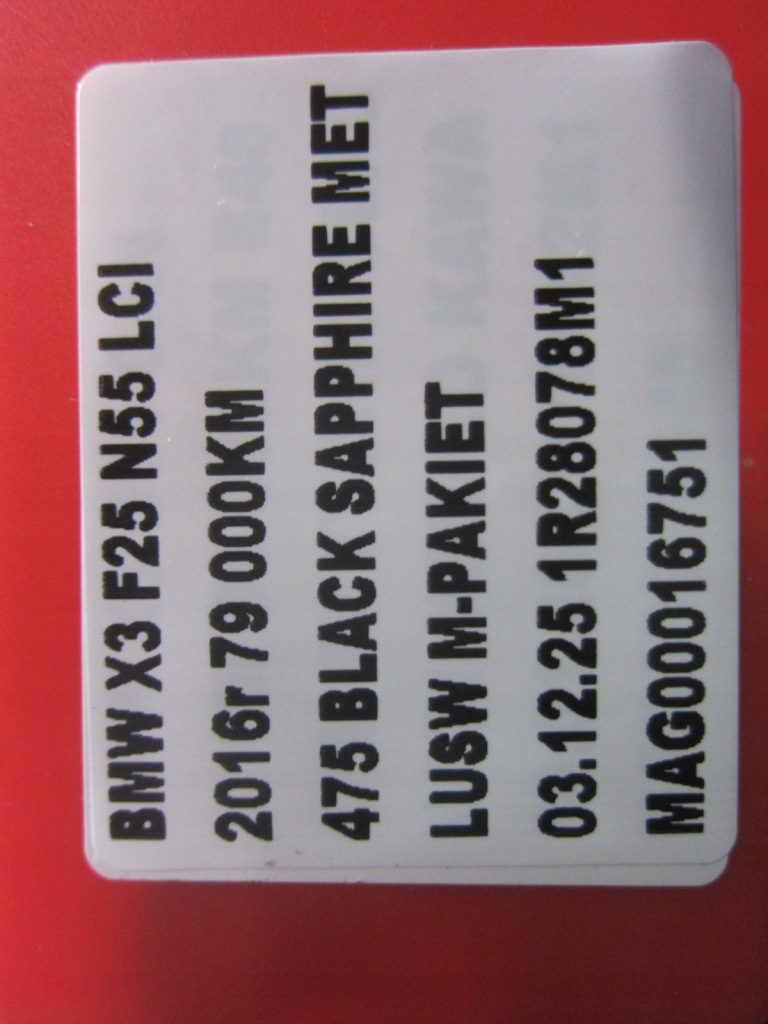 BMW X3 F25 N55 LCI
2016r 79 000KM
475 BLACK SAPPHIRE MET
LUSW M-PAKIET
03.12.25 1R28078M1
MAG00016751